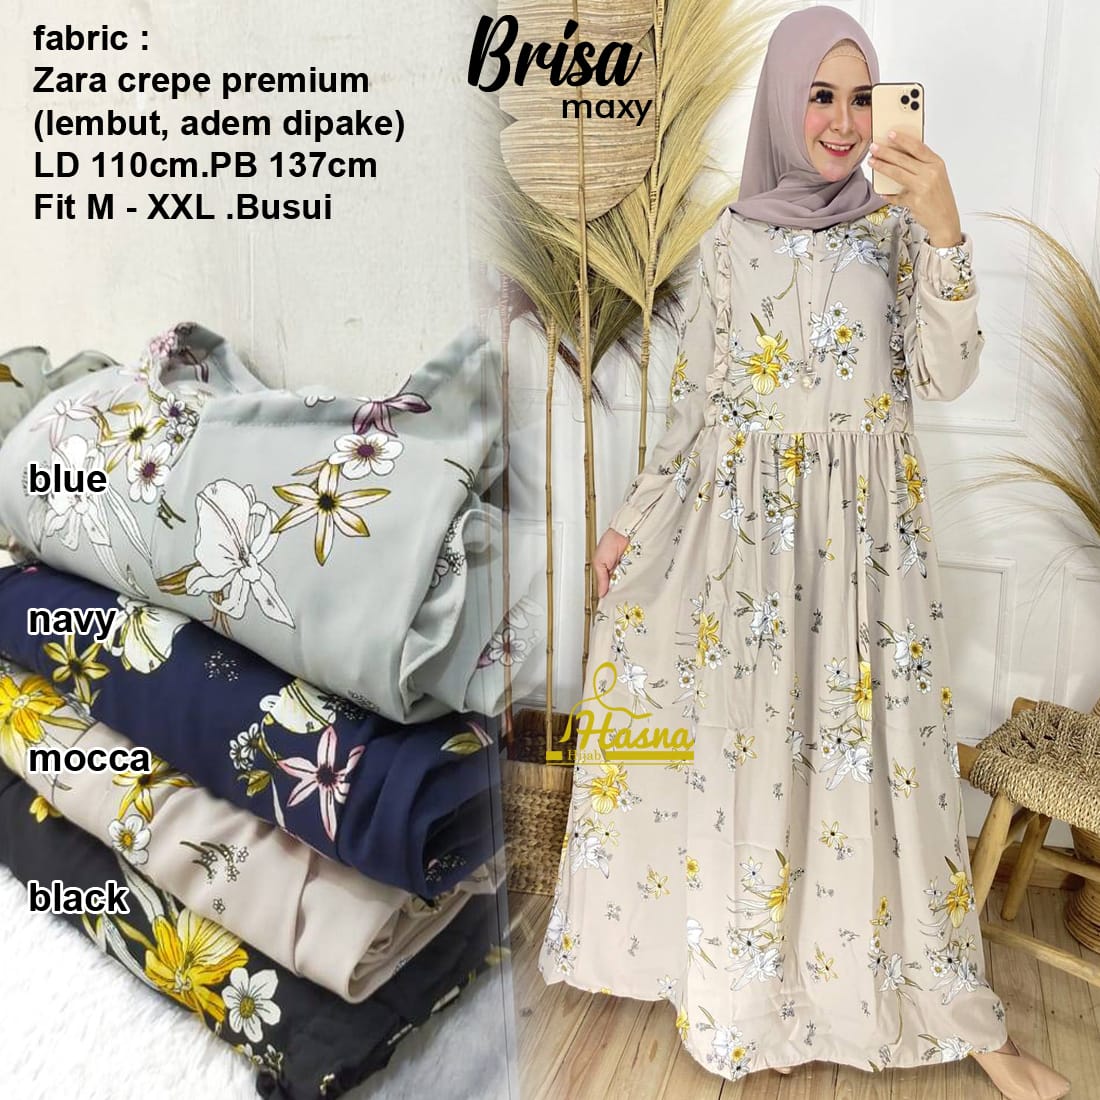 fabric :
Zara crepe premium
(lembut, adem dipake)
LD 110cm.PB 137cm
Fit M - XXL .Busui
Brisa
maxy
blue
navy
mocca
black
Hasna
Hijab